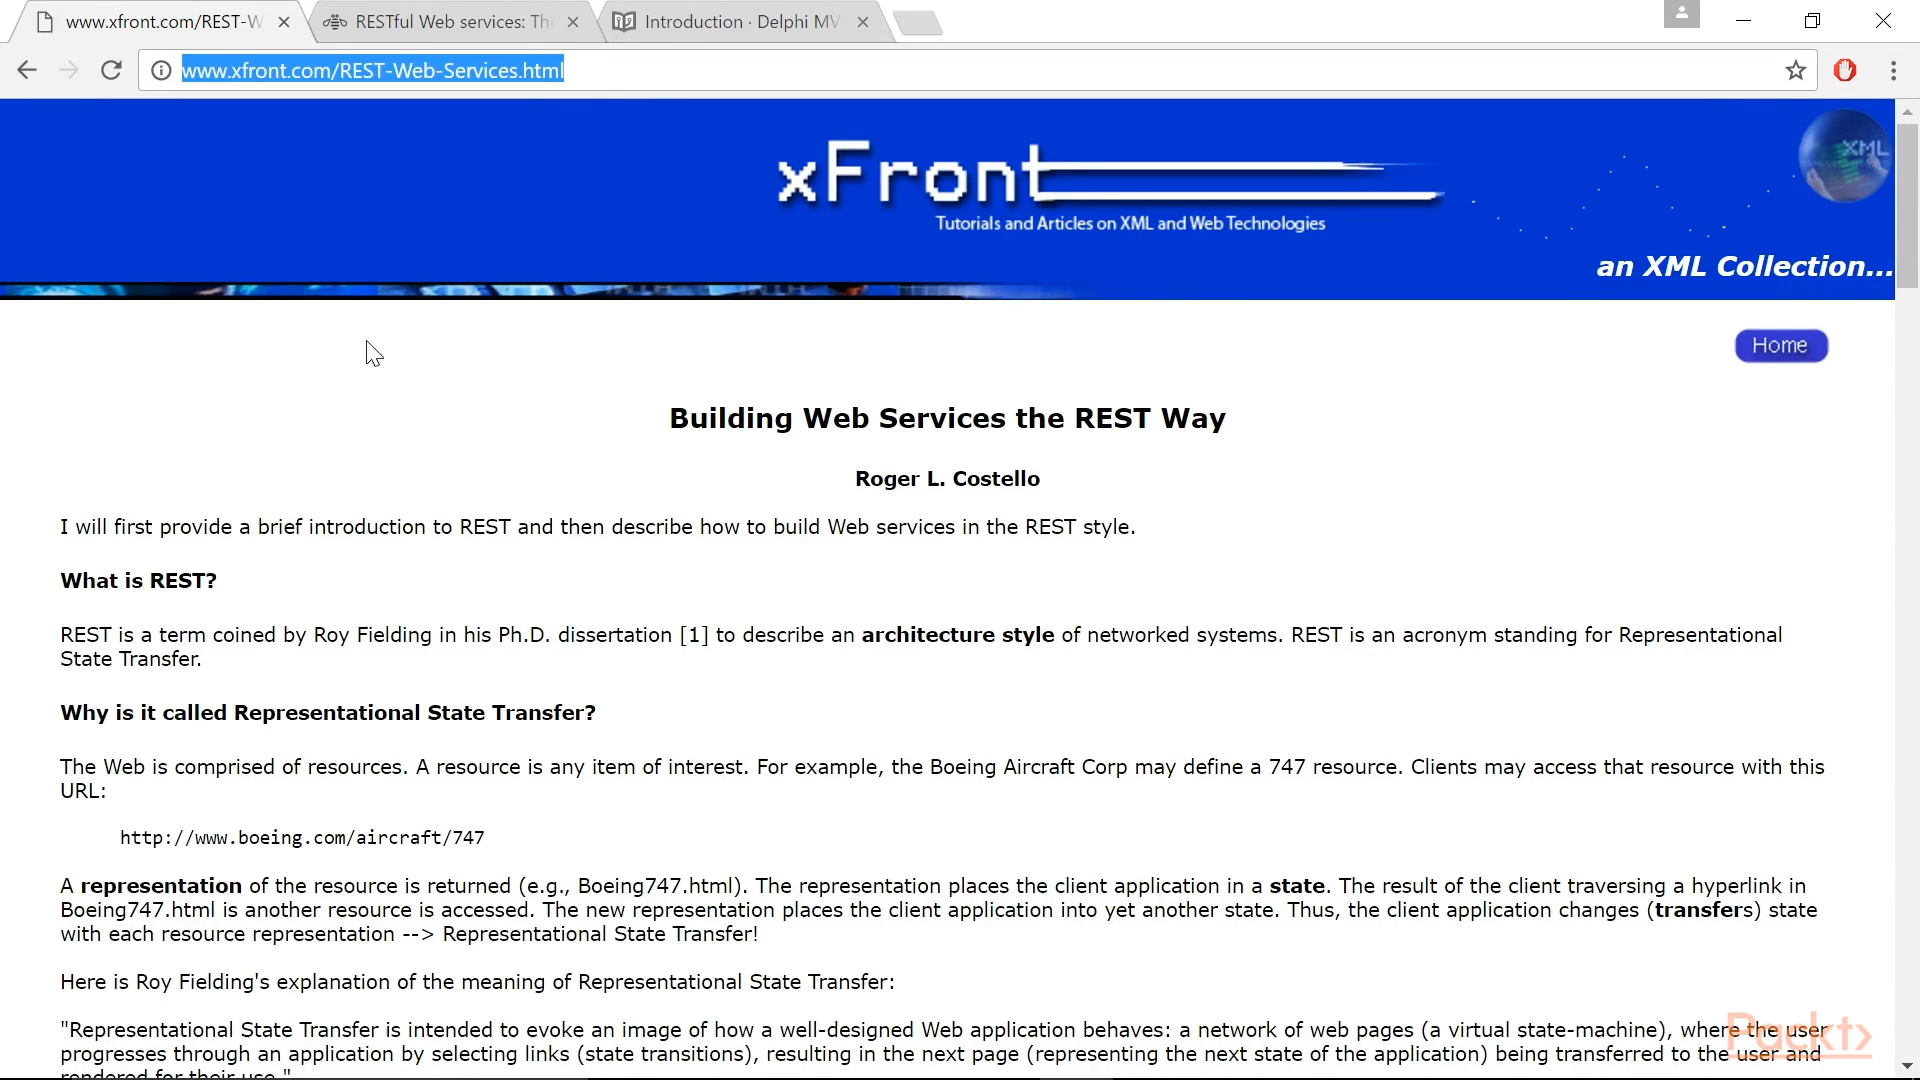 www.xfront.com/REST-W
RESTful Web services: The
Introduction · Delphi MV
www.xfront.com/REST-Web-Services.html
xFront
XML
Tutorials and Articles on XML and Web Technologies
an XML Collection...
Home
Building Web Services the REST Way
Roger L. Costello
I will first provide a brief introduction to REST and then describe how to build Web services in the REST style.
What is REST?
REST is a term coined by Roy Fielding in his Ph.D. dissertation [1] to describe an architecture style of networked systems. REST is an acronym standing for Representational
State Transfer.
Why is it called Representational State Transfer?
The Web is comprised of resources. A resource is any item of interest. For example, the Boeing Aircraft Corp may define a 747 resource. Clients may access that resource with this
URL:
http://www.boeing.com/aircraft/747
A representation of the resource is returned (e.g., Boeing747.html). The representation places the client application in a state. The result of the client traversing a hyperlink in
Boeing747.html is another resource is accessed. The new representation places the client application into yet another state. Thus, the client application changes (transfers) state
with each resource representation --> Representational State Transfer!
Here is Roy Fielding's explanation of the meaning of Representational State Transfer:
"Representational State Transfer is intended to evoke an image of how a well-designed Web application behaves: a network of web pages (a virtual state-machine), where the user
progresses through an application by selecting links (state transitions), resulting in the next page (representing the next state of the application) being transferred to the user and
rendered for their use."
Packt>